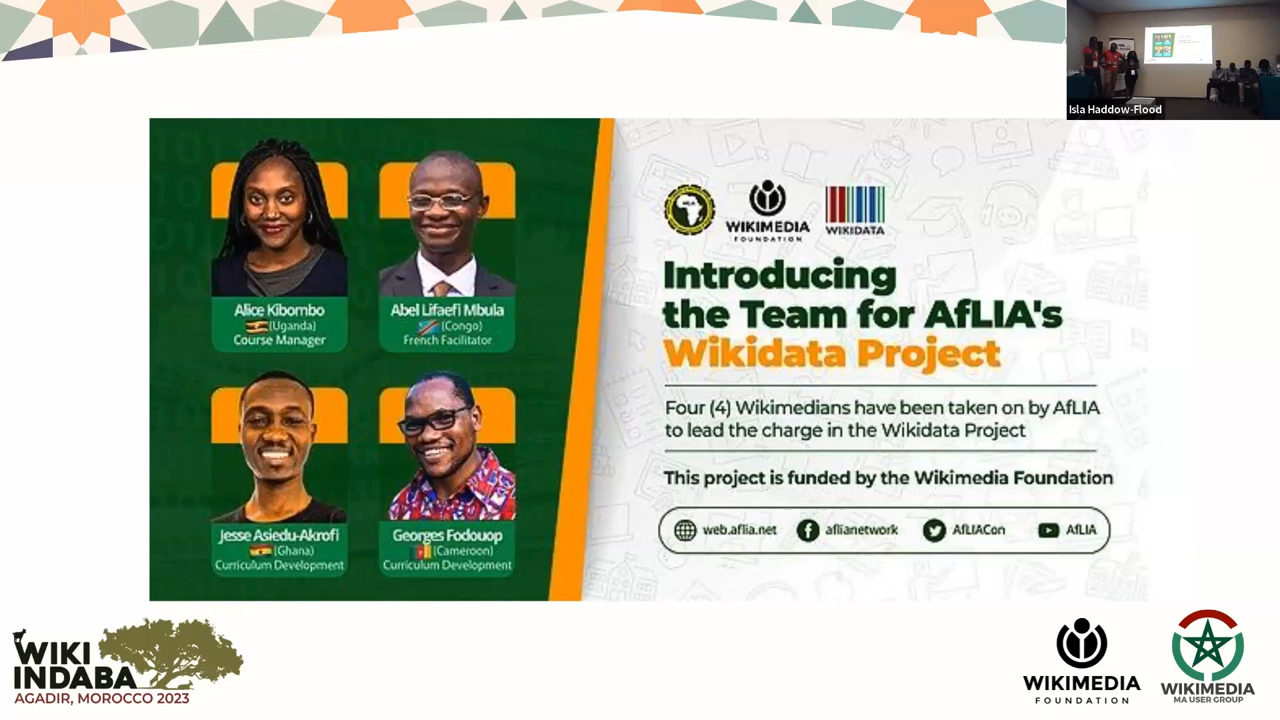 Isla Haddow-Flood
WIKIMEDIA
FOUNDATION
WIKIDATA
Introducing
the Team for AfLIA's
Wikidata Project
Four (4) Wikimedians have been taken on by AfLIA
to lead the charge in the Wikidata Project
This project is funded by the Wikimedia Foundation
web.aflia.net
aflianetwork
AfLIACon
AfLIA
Alice Kibombo
(Uganda)
Course Manager
Abel Lifaefi Mbula
(Congo)
French Facilitator
Jesse Asiedu-Akrofi
(Ghana)
Curriculum Development
Georges Fodouop
(Cameroon)
Curriculum Development
WIKI
INDABA
AGADIR, MOROCCO 2023
WIKIMEDIA
FOUNDATION
WIKIMEDIA
MA USER GROUP